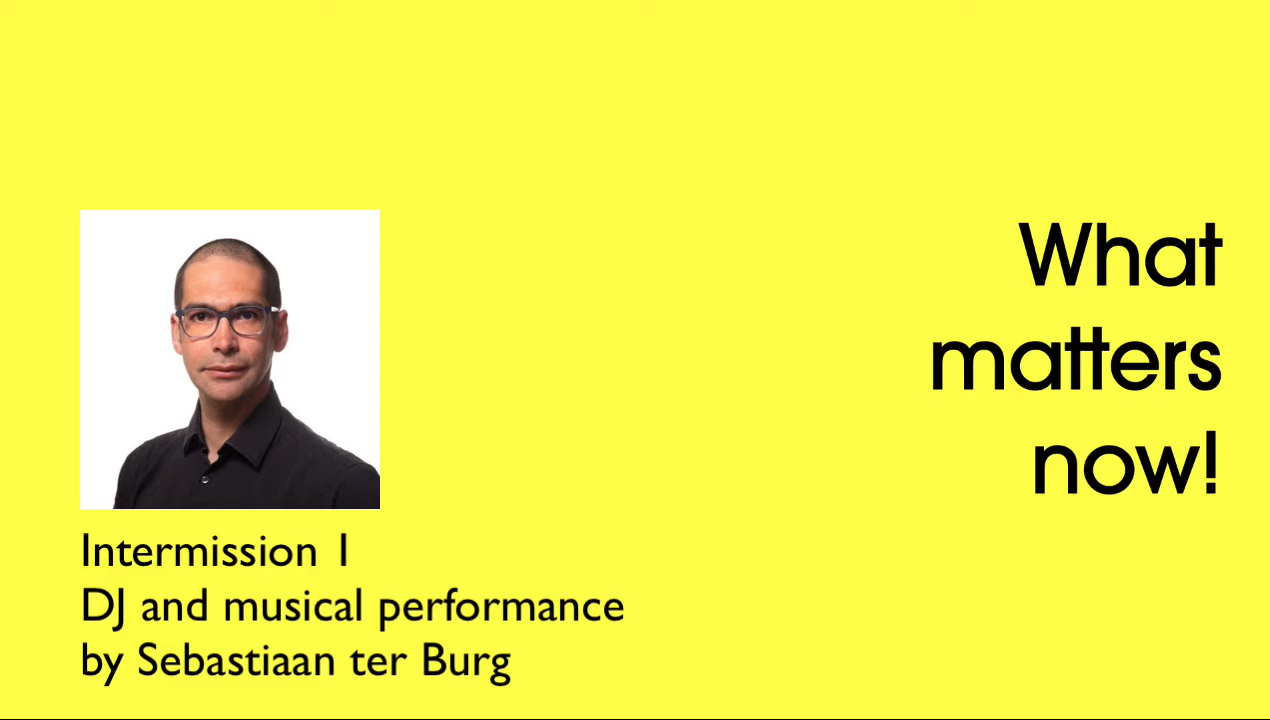 What
matters
now!
Intermission 1
DJ and musical performance
by Sebastiaan ter Burg